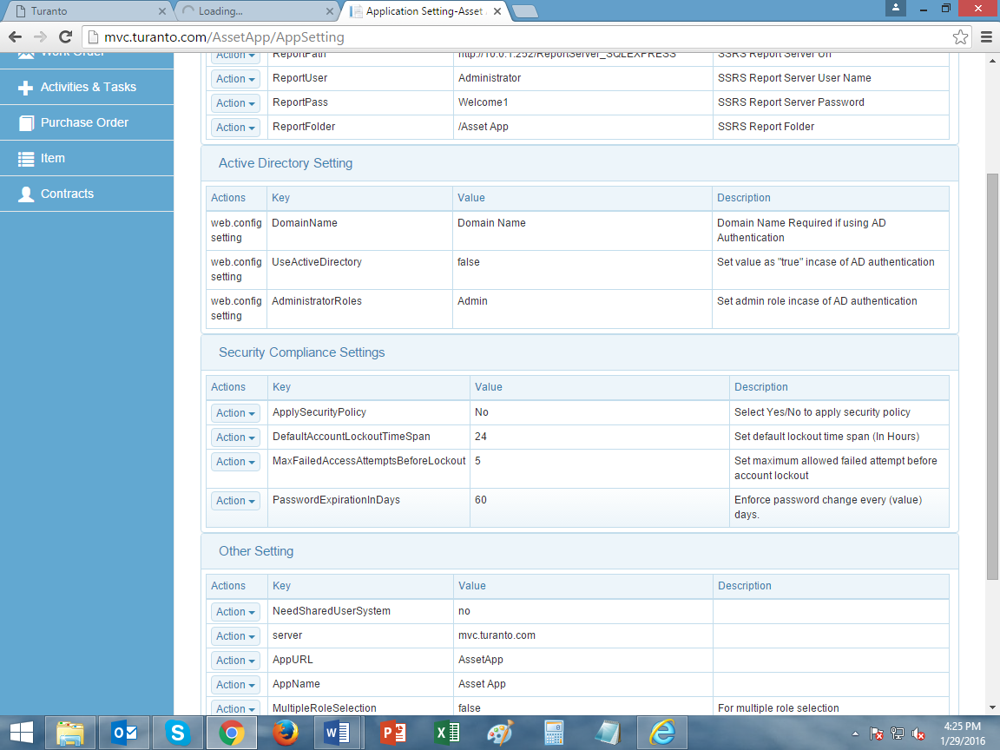 Turanto
Loading...
Application Setting-Asset
mvc.turanto.com/AssetApp/AppSetting
Work Order
Activities & Tasks
Purchase Order
Item
Contracts
Action ReportPath http://10.0.1.252/ReportServer_SQLEXPRESS SSRS Report Server Url
Action ReportUser Administrator SSRS Report Server User Name
Action ReportPass Welcome1 SSRS Report Server Password
Action ReportFolder /Asset App SSRS Report Folder
Active Directory Setting
Actions Key Value Description
web.config DomainName Domain Name Domain Name Required if using AD
setting Authentication
web.config UseActiveDirectory false Set value as "true" incase of AD authentication
setting
web.config AdministratorRoles Admin Set admin role incase of AD authentication
setting
Security Compliance Settings
Actions Key Value Description
Action ApplySecurityPolicy No Select Yes/No to apply security policy
Action DefaultAccountLockoutTimeSpan 24 Set default lockout time span (In Hours)
Action MaxFailedAccessAttemptsBeforeLockout 5 Set maximum allowed failed attempt before
account lockout
Action PasswordExpirationInDays 60 Enforce password change every (value)
days.
Other Setting
Actions Key Value Description
Action NeedSharedUserSystem no
Action server mvc.turanto.com
Action AppURL AssetApp
Action AppName Asset App
Action MultipleRoleSelection false For multiple role selection
4:25 PM
1/29/2016